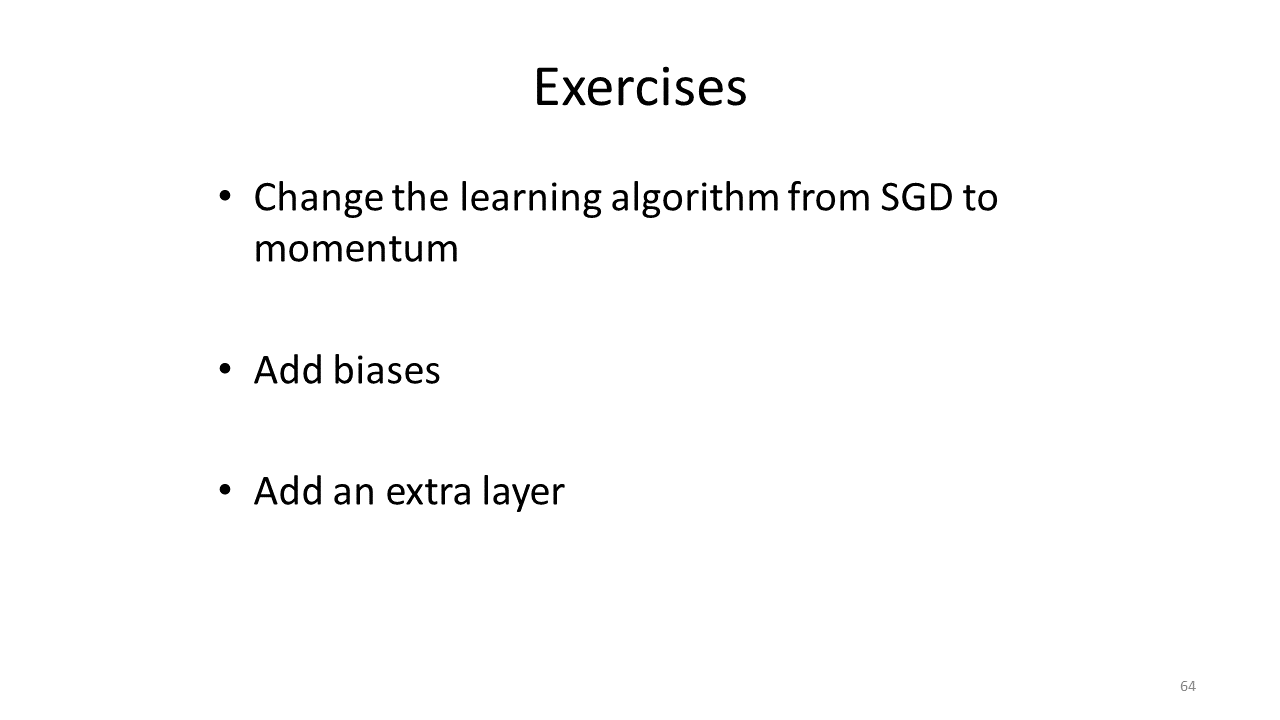 Exercises
• Change the learning algorithm from SGD to
momentum
• Add biases
• Add an extra layer
64